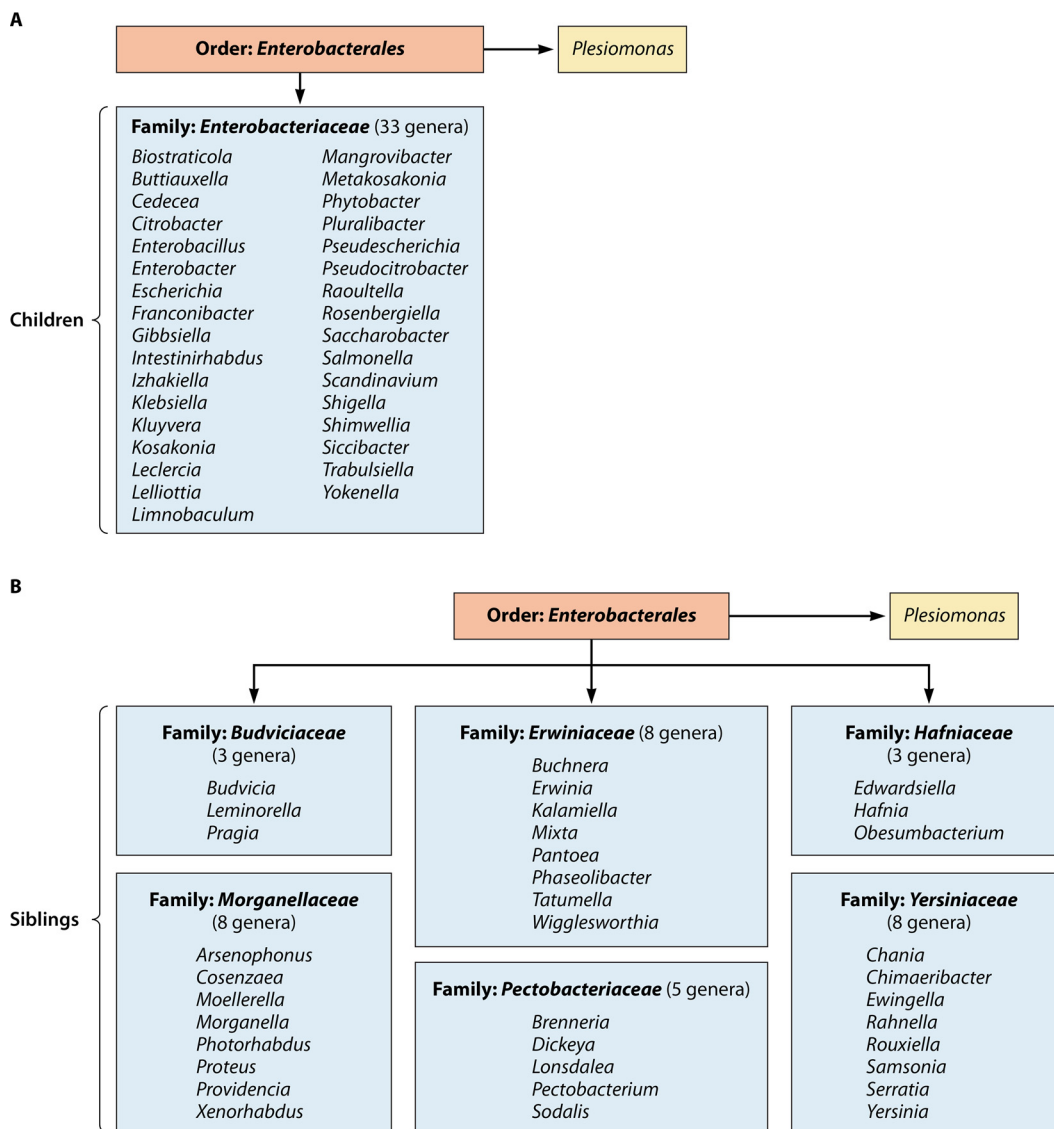 A
Order: Enterobacterales
Plesiomonas
Children
Family: Enterobacteriaceae (33 genera)
Biostraticola
Buttiauxella
Cedecea
Citrobacter
Enterobacillus
Enterobacter
Escherichia
Franconibacter
Gibbsiella
Intestinirhabdus
Izhakiella
Klebsiella
Kluyvera
Kosakonia
Leclercia
Lelliottia
Limnobaculum
Mangrovibacter
Metakosakonia
Phytobacter
Pluralibacter
Pseudescherichia
Pseudocitrobacter
Raoultella
Rosenbergiella
Saccharobacter
Salmonella
Scandinavium
Shigella
Shimwellia
Siccibacter
Trabulsiella
Yokenella
B
Order: Enterobacterales
Plesiomonas
Siblings
Family: Budviciaceae
(3 genera)
Budvicia
Leminorella
Pragia
Family: Erwiniaceae (8 genera)
Buchnera
Erwinia
Kalamiella
Mixta
Pantoea
Phaseolibacter
Tatumella
Wigglesworthia
Family: Hafniaceae
(3 genera)
Edwardsiella
Hafnia
Obesumbacterium
Family: Morganellaceae
(8 genera)
Arsenophonus
Cosenzaea
Moellerella
Morganella
Photorhabdus
Proteus
Providencia
Xenorhabdus
Family: Pectobacteriaceae (5 genera)
Brenneria
Dickeya
Lonsdalea
Pectobacterium
Sodalis
Family: Yersiniaceae
(8 genera)
Chania
Chimaeribacter
Ewingella
Rahnella
Rouxiella
Samsonia
Serratia
Yersinia